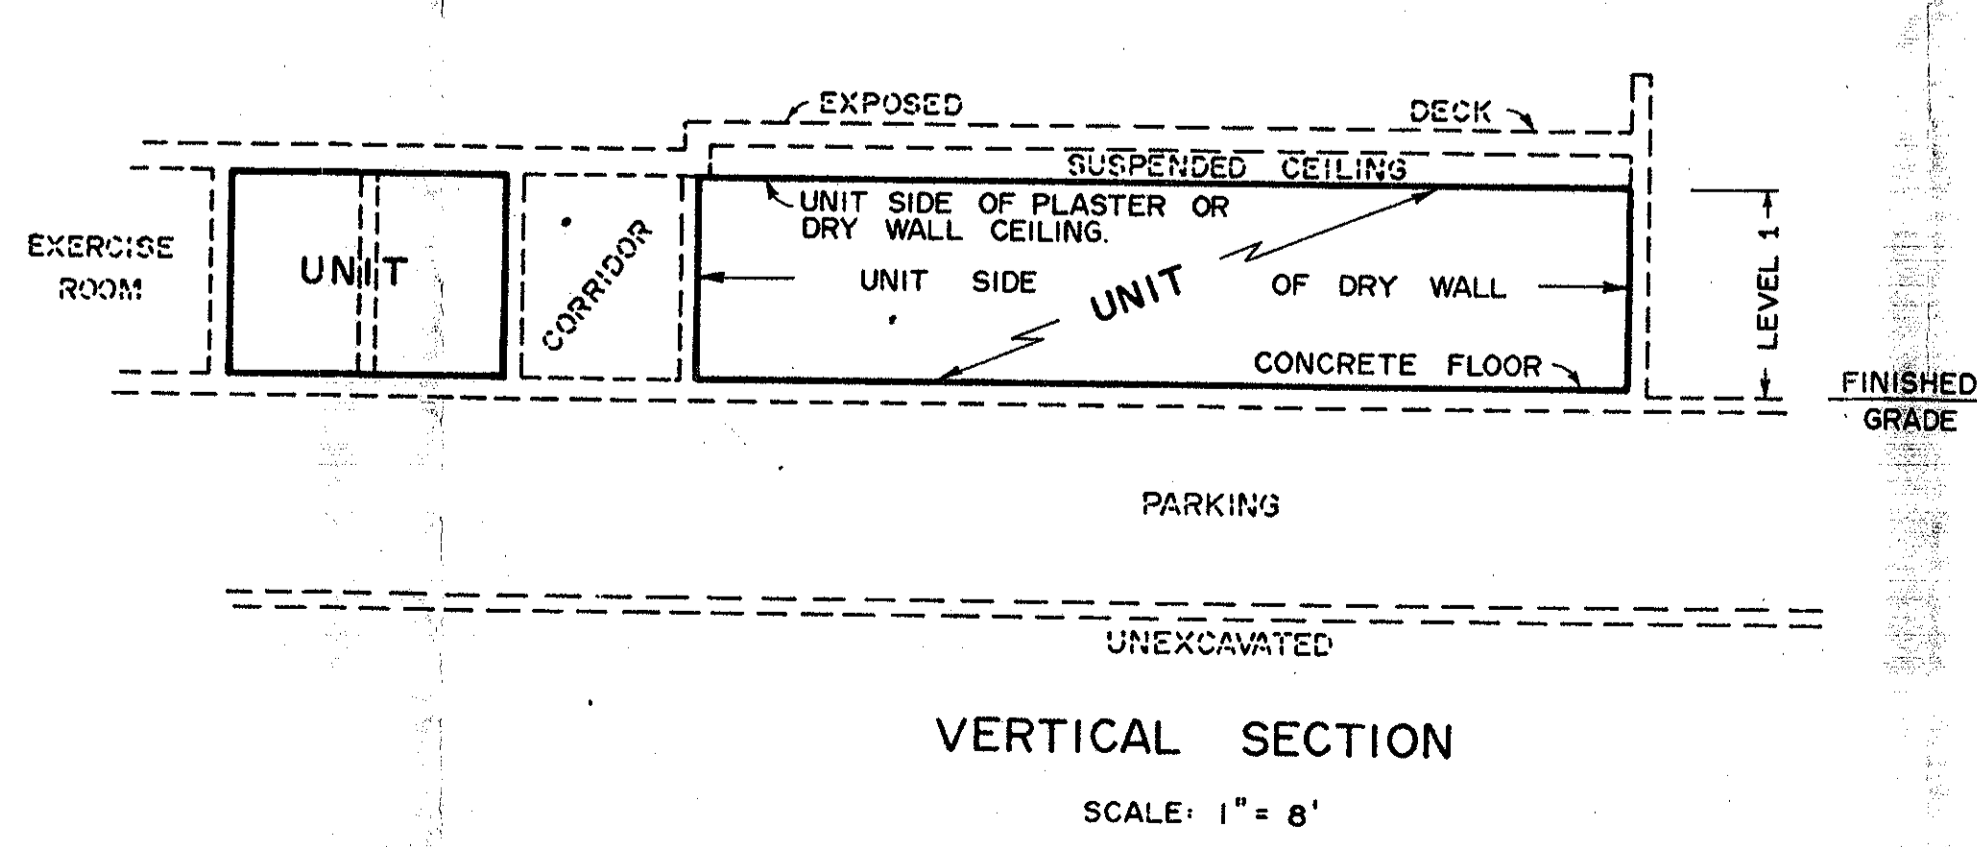 EXPOSED
DECK
SUSPENDED CEILING
UNIT SIDE OF PLASTER OR
DRY WALL CEILING.
EXERCISE
ROOM
UNIT
CORRIDOR
UNIT SIDE
UNIT
OF DRY WALL
LEVEL 1
CONCRETE FLOOR
FINISHED
GRADE
PARKING
UNEXCAVATED
VERTICAL SECTION
SCALE: 1" = 8'